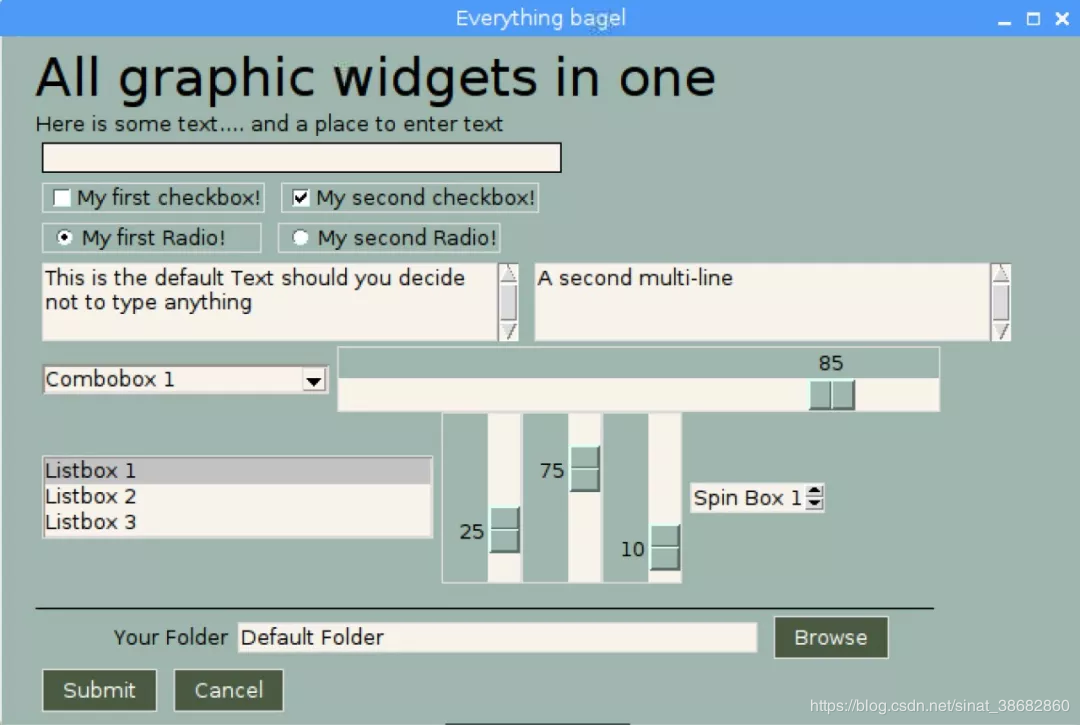 Everything bagel
All graphic widgets in one
Here is some text.... and a place to enter text
My first checkbox! My second checkbox!
My first Radio! My second Radio!
This is the default Text should you decide
not to type anything
A second multi-line
Combobox 1
85
Listbox 1
Listbox 2
Listbox 3
25
75
10
Spin Box 1
Your Folder Default Folder Browse
Submit Cancel
https://blog.csdn.net/sinat_38682860